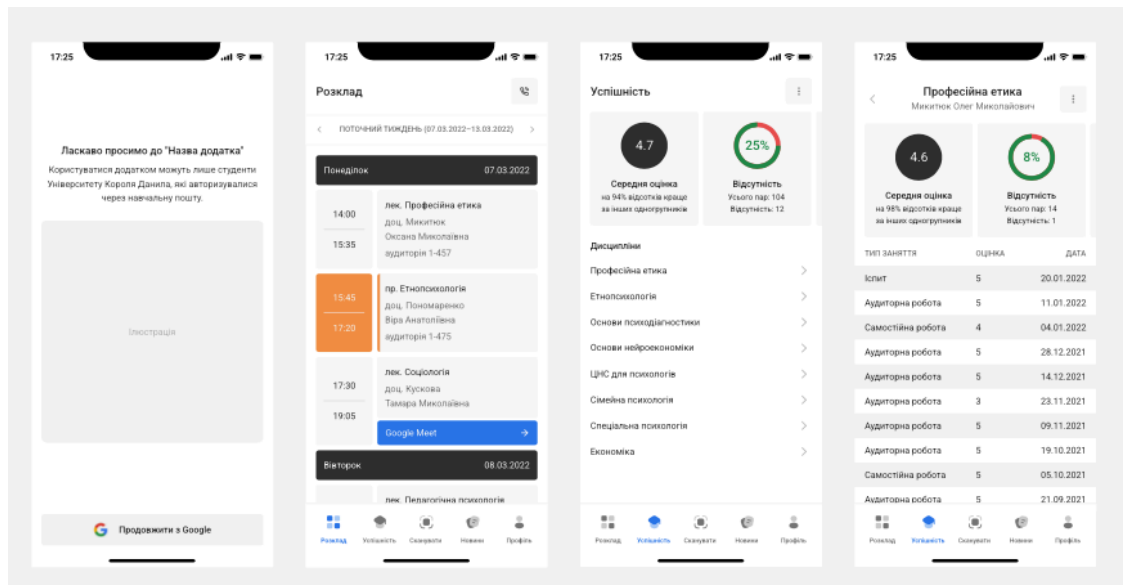 17:25
Ласкаво просимо до "Назва додатка"
Користуватися додатком можуть лише студенти
Університету Короля Данила, які авторизувалися
через навчальну пошту.
Ілюстрація
Продовжити з Google
17:25
Розклад
ПОТОЧНИЙ ТИЖДЕНЬ (07.03.2022–13.03.2022)
Понеділок 07.03.2022
14:00
15:35
лек. Професійна етика
доц. Микитюк
Оксана Миколаївна
аудиторія 1-457
15:45
17:20
пр. Етнопсихологія
доц. Пономаренко
Віра Анатоліївна
аудиторія 1-475
17:30
19:05
лек. Соціологія
доц. Кускова
Тамара Миколаївна
Google Meet
Вівторок 08.03.2022
лек. Педагогічна психологія
Розклад Успішність Сканувати Новини Профіль
17:25
Успішність
4.7
Середня оцінка
на 94% відсотків краще
за інших одногрупників
25%
Відсутність
Усього пар: 104
Відсутність: 12
Дисципліни
Професійна етика
Етнопсихологія
Основи психодіагностики
Основи нейроекономіки
ЦНС для психологів
Сімейна психологія
Спеціальна психологія
Економіка
Розклад Успішність Сканувати Новини Профіль
17:25
Професійна етика
Микитюк Олег Миколайович
4.6
Середня оцінка
на 98% відсотків краще
за інших одногрупників
8%
Відсутність
Усього пар: 14
Відсутність: 1
ТИП ЗАНЯТТЯ ОЦІНКА ДАТА
Іспит 5 20.01.2022
Аудиторна робота 5 11.01.2022
Самостійна робота 4 04.01.2022
Аудиторна робота 5 28.12.2021
Аудиторна робота 5 14.12.2021
Аудиторна робота 3 23.11.2021
Аудиторна робота 5 09.11.2021
Аудиторна робота 5 19.10.2021
Самостійна робота 5 05.10.2021
Аудиторна робота 5 21.09.2021
Розклад Успішність Сканувати Новини Профіль